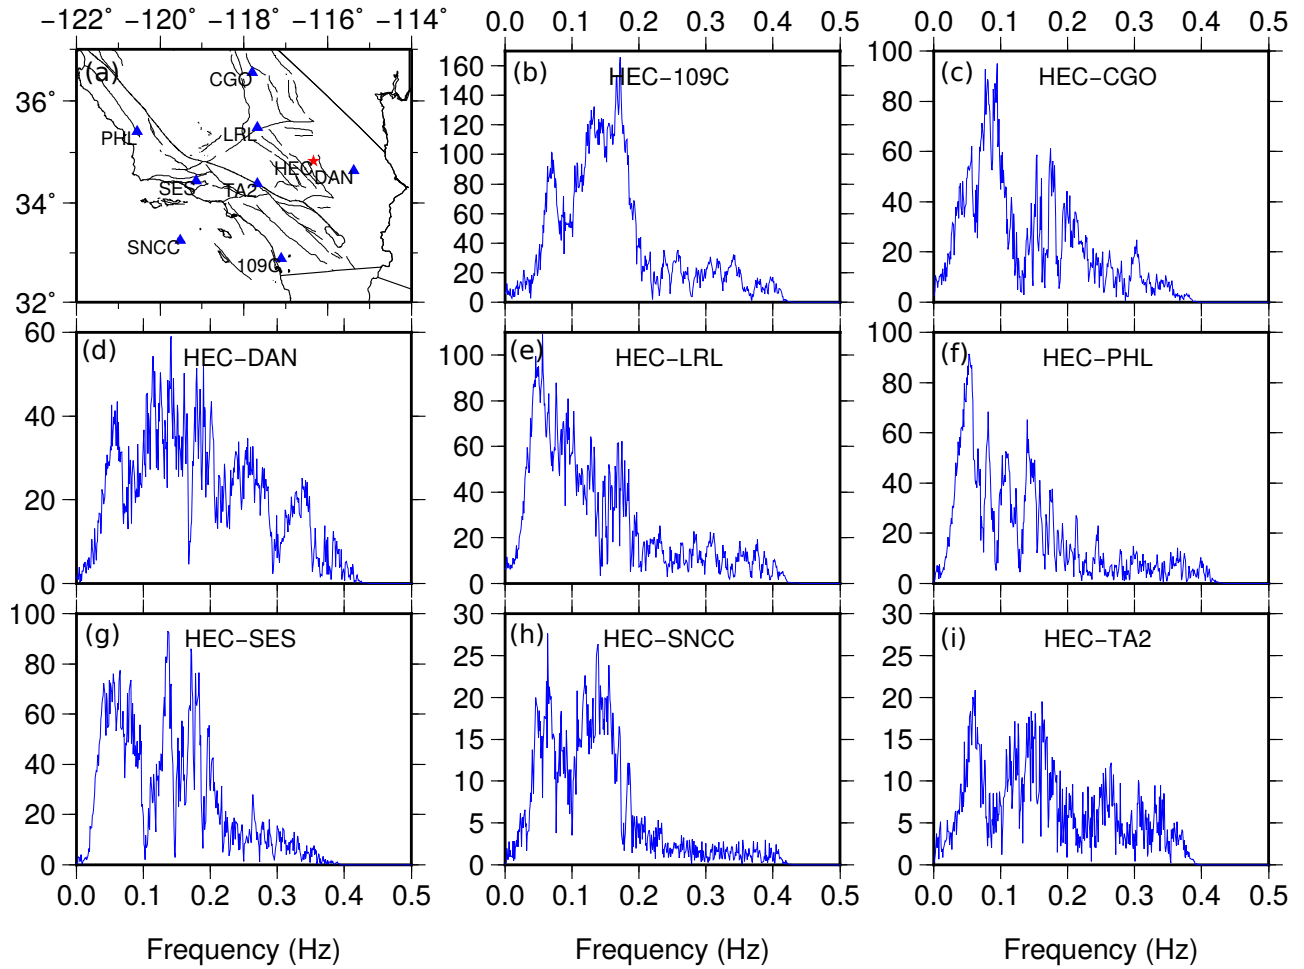 −122° −120° −118° −116° −114°
36°
34°
32°
(a)
CGO
PHL
LRL
HEC
DAN
SES
TA2
SNCC
109C
0.0 0.1 0.2 0.3 0.4 0.5
160
140
120
100
80
60
40
20
0
(b)
HEC−109C
0.0 0.1 0.2 0.3 0.4 0.5
100
80
60
40
20
0
(c)
HEC−CGO
60
40
20
0
(d)
HEC−DAN
100
80
60
40
20
0
(e)
HEC−LRL
100
80
60
40
20
0
(f)
HEC−PHL
100
80
60
40
20
0
(g)
HEC−SES
0.0 0.1 0.2 0.3 0.4 0.5
Frequency (Hz)
30
25
20
15
10
5
0
(h)
HEC−SNCC
0.0 0.1 0.2 0.3 0.4 0.5
Frequency (Hz)
30
25
20
15
10
5
0
(i)
HEC−TA2
0.0 0.1 0.2 0.3 0.4 0.5
Frequency (Hz)